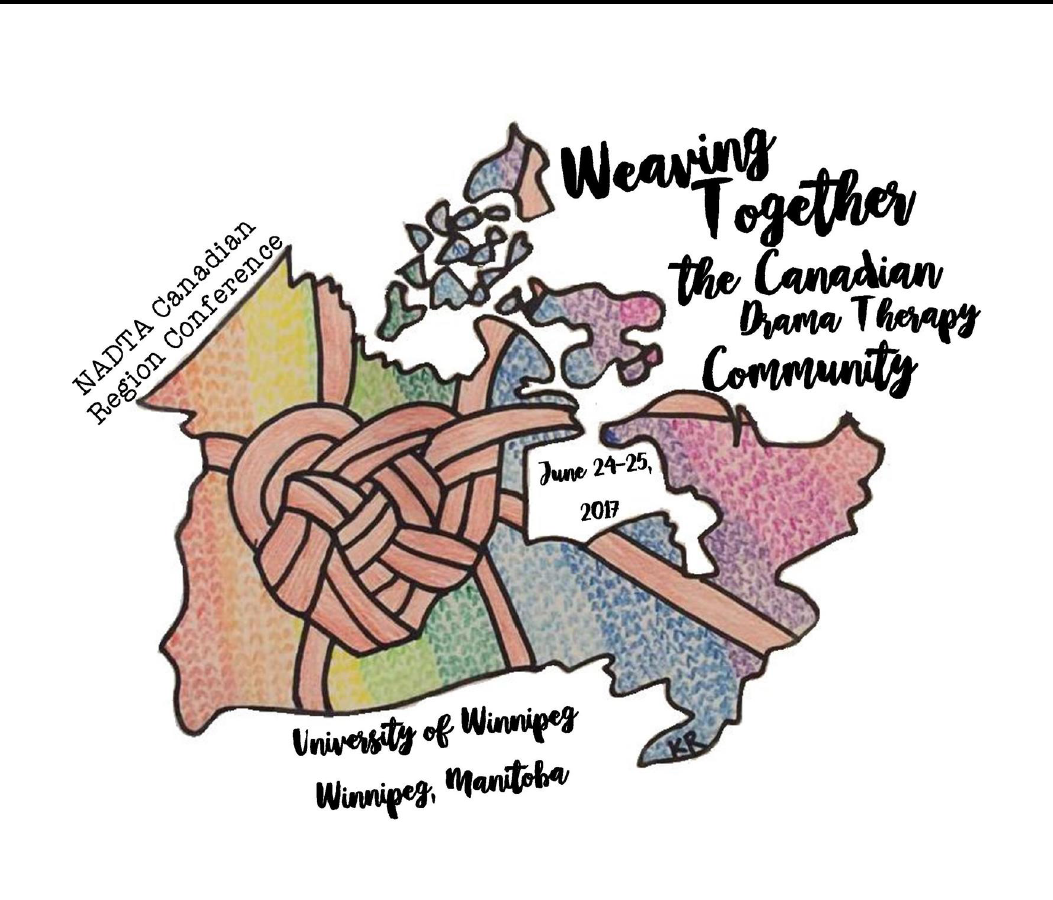 NADTA Canadian
Region Conference
Weaving
Together
the Canadian
Drama Therapy
Community
June 24-25,
2017
University of Winnipeg
Winnipeg, Manitoba
KR